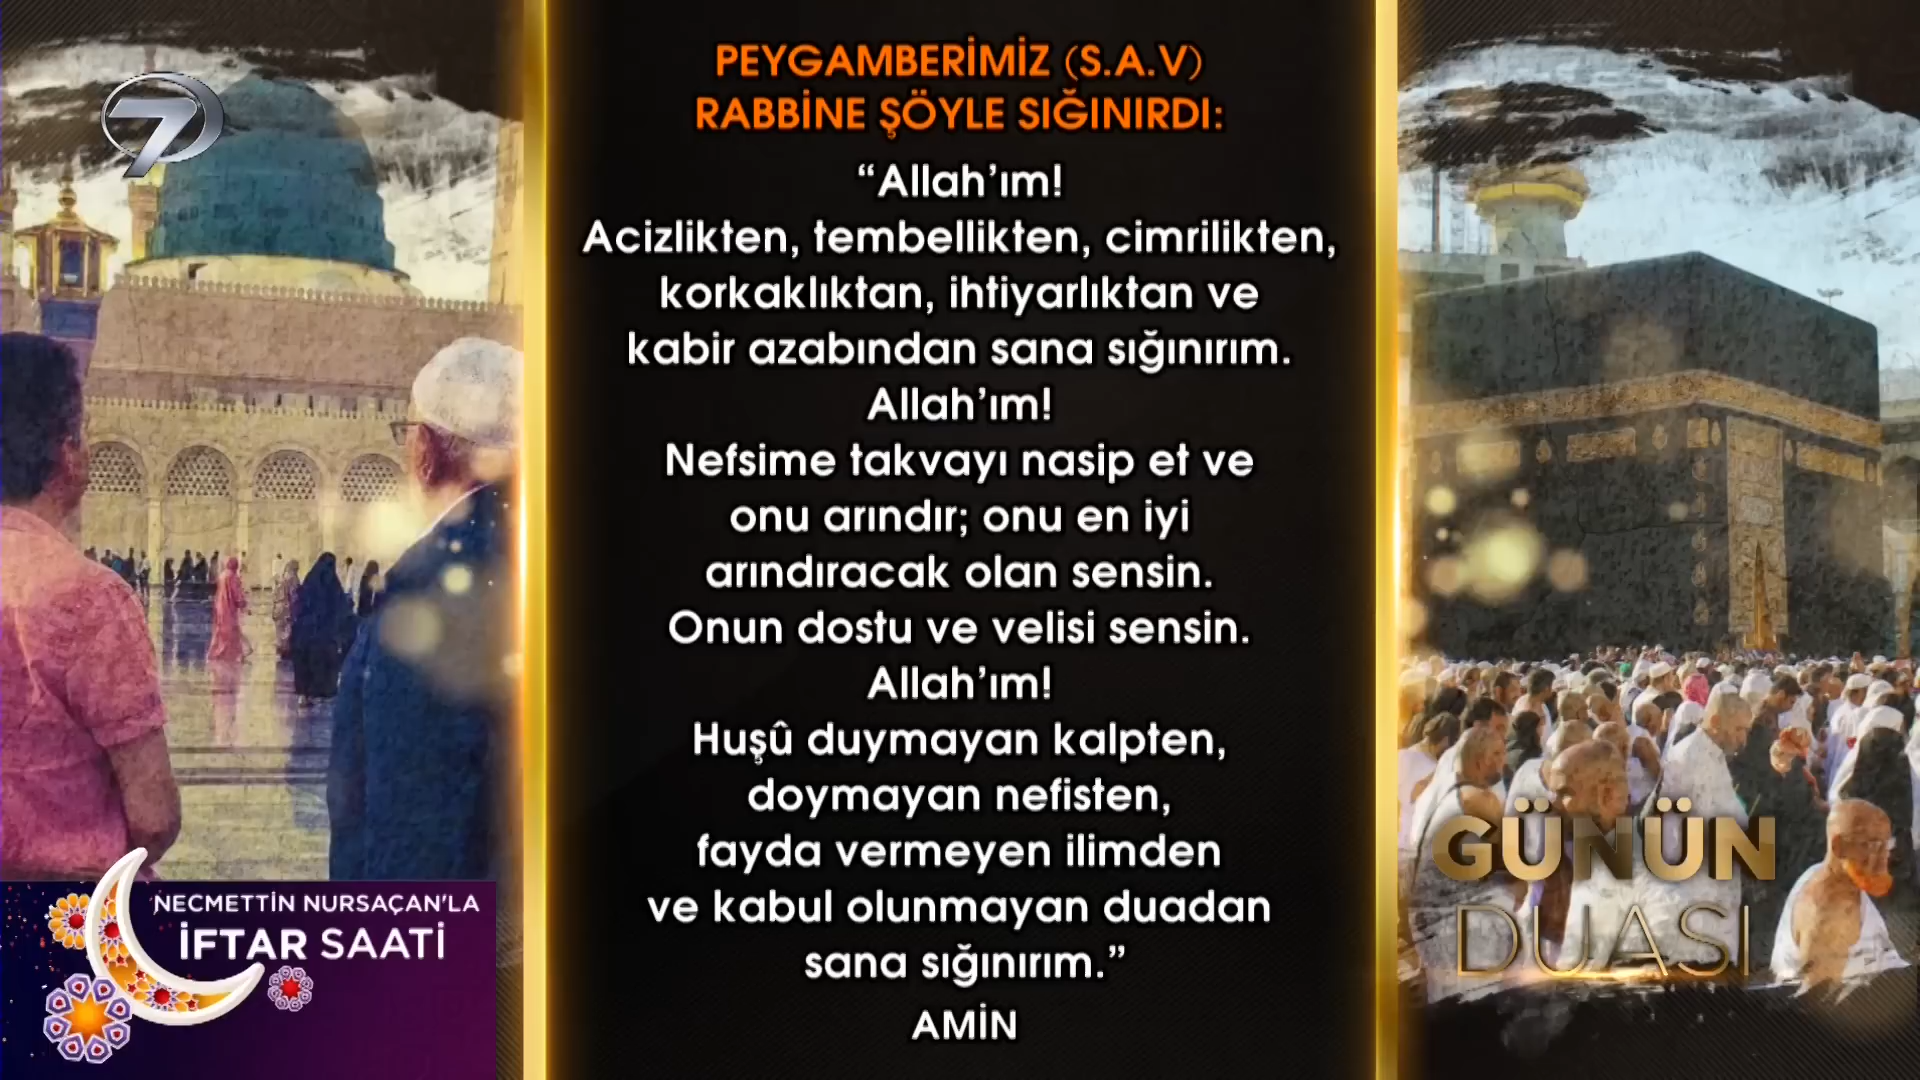 7
PEYGAMBERİMİZ (S.A.V)
RABBİNE ŞÖYLE SIĞINIRDI:
“Allah’ım!
Acizlikten, tembellikten, cimrilikten,
korkaklıktan, ihtiyarlıktan ve
kabir azabından sana sığınırım.
Allah’ım!
Nefsime takvayı nasip et ve
onu arındır; onu en iyi
arındıracak olan sensin.
Onun dostu ve velisi sensin.
Allah’ım!
Huşû duymayan kalpten,
doymayan nefisten,
fayda vermeyen ilimden
ve kabul olunmayan duadan
sana sığınırım.”
AMİN
NECMETTİN NURSAÇAN'LA
İFTAR SAATİ
GÜNÜN
DUASI